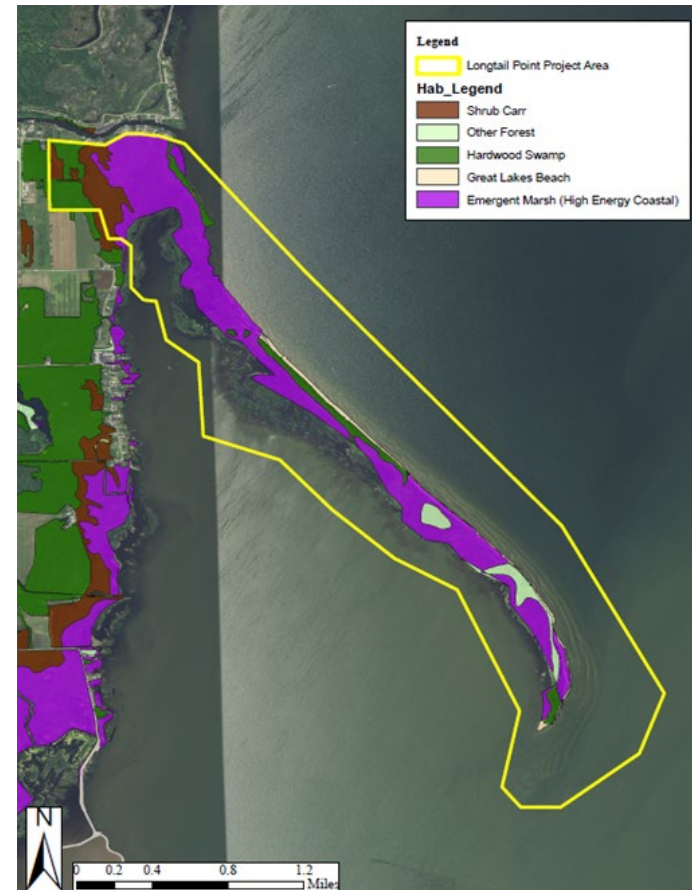 Legend
Longtail Point Project Area
Hab_Legend
Shrub Carr
Other Forest
Hardwood Swamp
Great Lakes Beach
Emergent Marsh (High Energy Coastal)
N
0 0.2 0.4 0.8 1.2
Miles